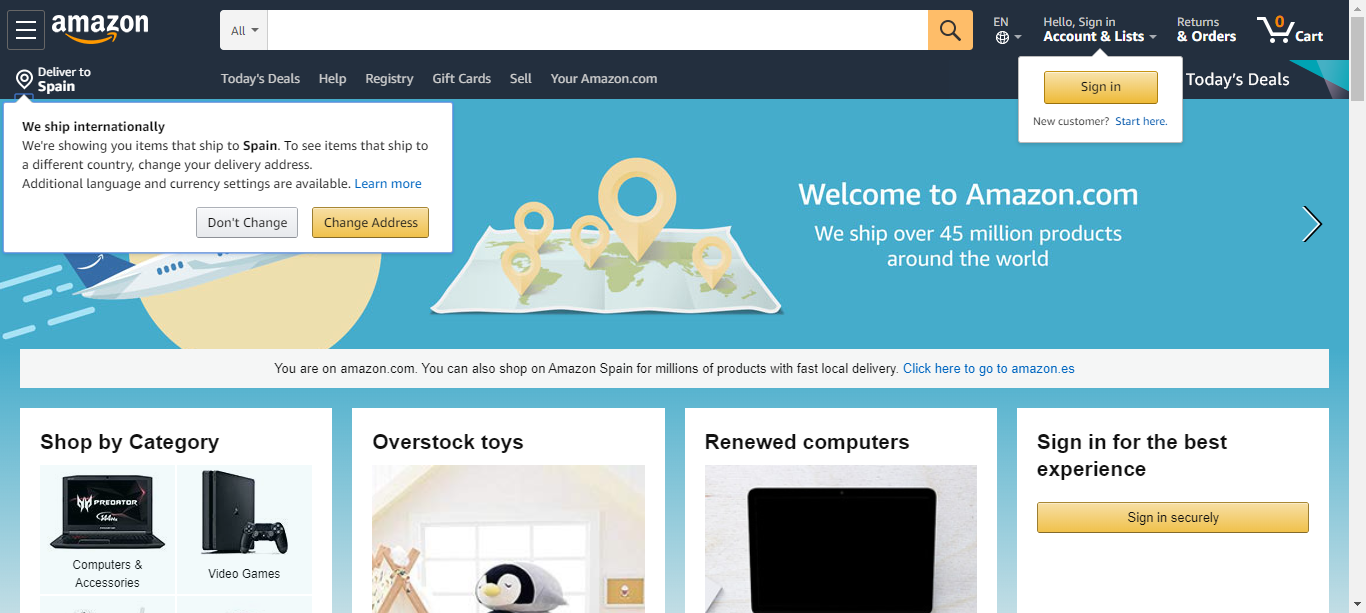 amazon
All
EN
Hello, Sign in
Account & Lists
Returns
& Orders
0
Cart
Deliver to
Spain
Today's Deals
Help
Registry
Gift Cards
Sell
Your Amazon.com
Sign in
New customer? Start here.
Today's Deals
We ship internationally
We're showing you items that ship to Spain. To see items that ship to
a different country, change your delivery address.
Additional language and currency settings are available. Learn more
Don't Change
Change Address
Welcome to Amazon.com
We ship over 45 million products
around the world
You are on amazon.com. You can also shop on Amazon Spain for millions of products with fast local delivery. Click here to go to amazon.es
Shop by Category
PREDATOR
144Hz
Computers &
Accessories
Video Games
Overstock toys
Renewed computers
Sign in for the best
experience
Sign in securely